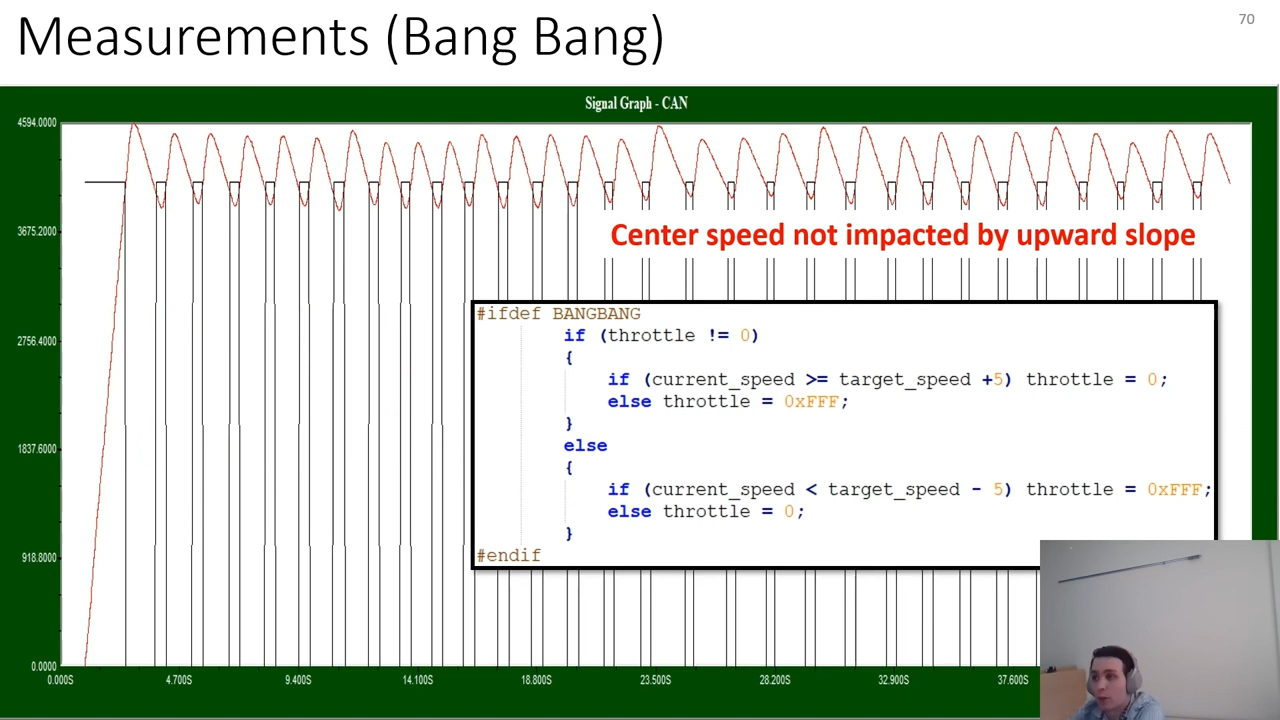 Measurements (Bang Bang)
70
Signal Graph - CAN
4594.0000
3675.2000
2756.4000
1837.6000
918.8000
0.0000
0.000S
4.700S
9.400S
14.100S
18.800S
23.500S
28.200S
32.900S
37.600S
Center speed not impacted by upward slope
#ifdef BANGBANG
if (throttle != 0)
{
if (current_speed >= target_speed +5) throttle = 0;
else throttle = 0xFFF;
}
else
{
if (current_speed < target_speed - 5) throttle = 0xFFF;
else throttle = 0;
}
#endif